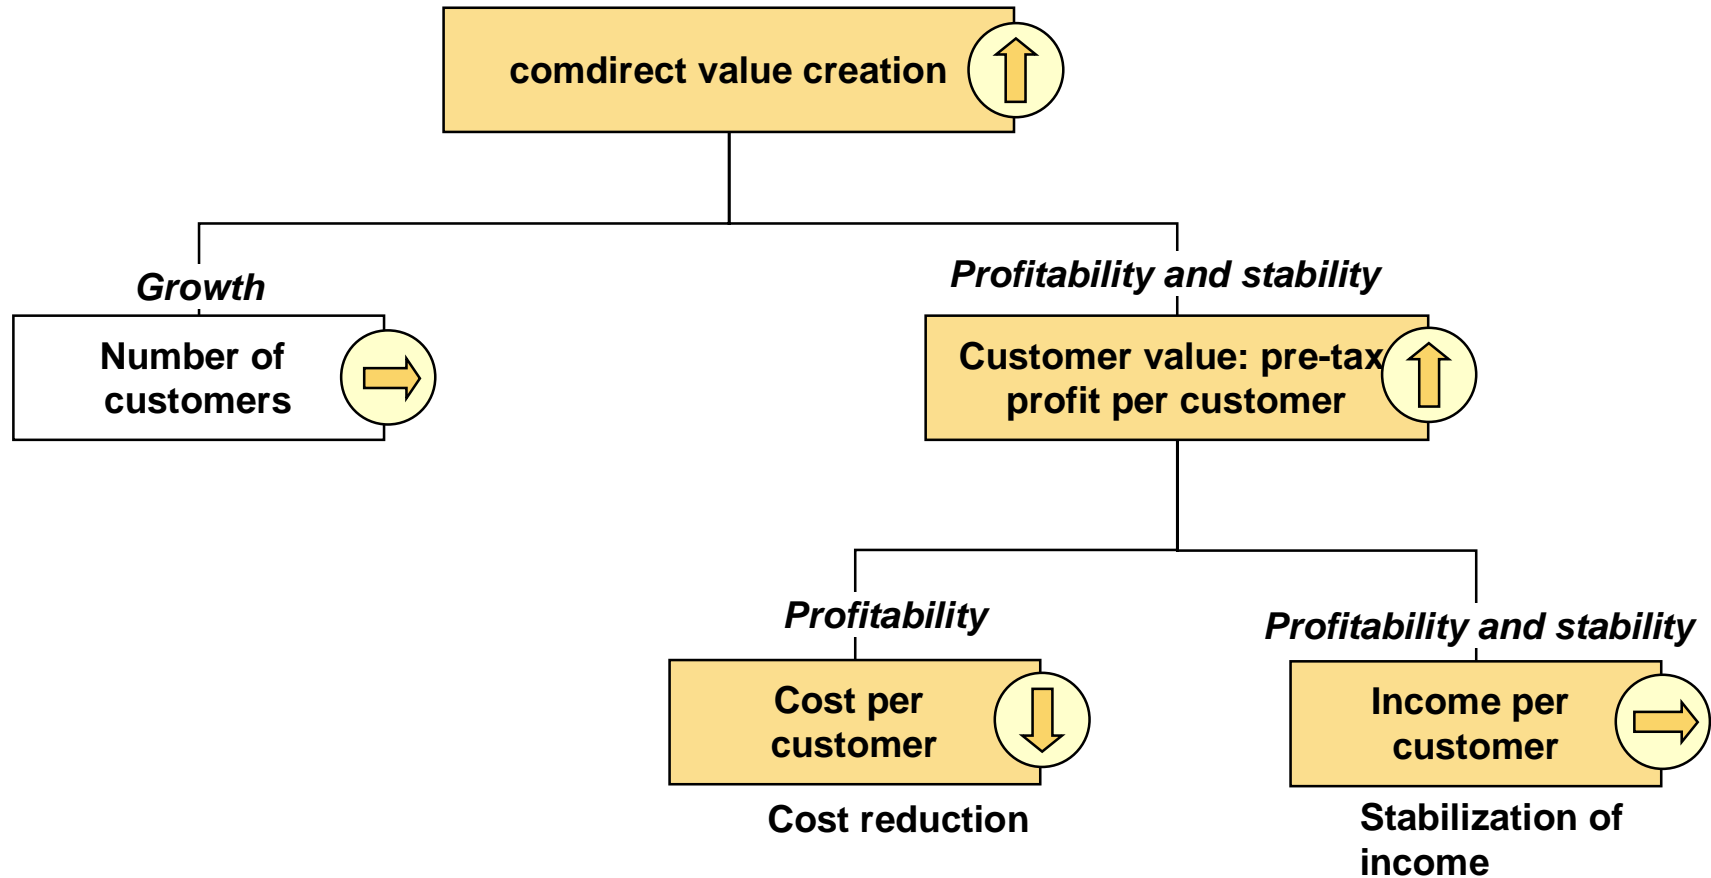 comdirect value creation
Growth
Number of
customers
Profitability and stability
Customer value: pre-tax
profit per customer
Profitability
Cost per
customer
Cost reduction
Profitability and stability
Income per
customer
Stabilization of
income